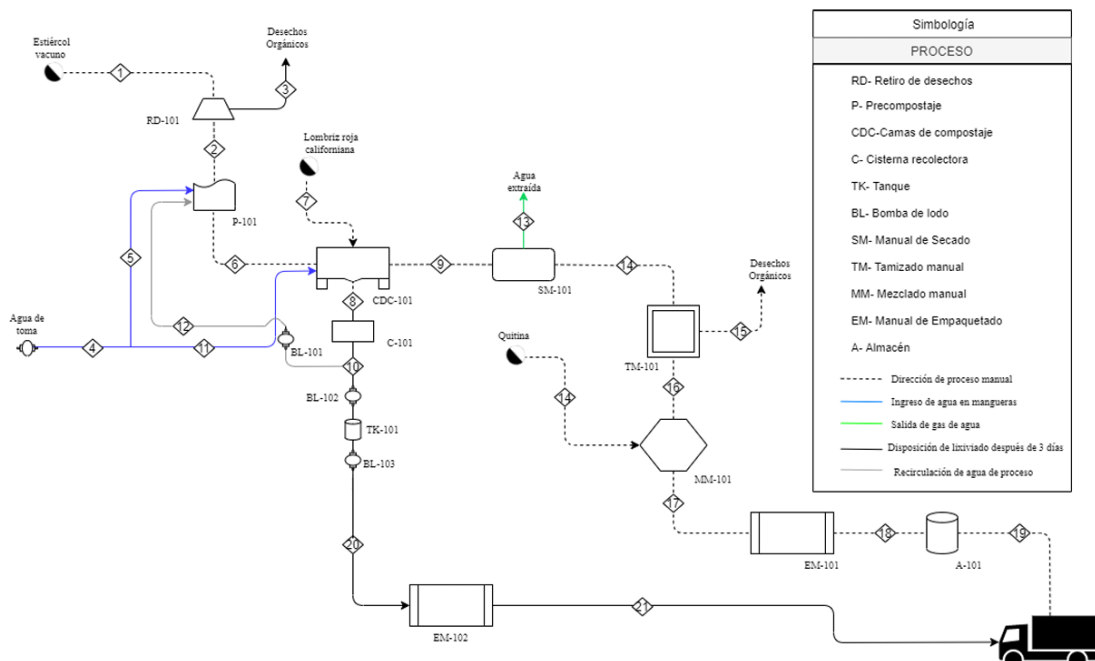 Estiércol
vacuno
1
Desechos
Orgánicos
3
RD-101
2
P-101
5
6
Lombriz roja
californiana
7
CDC-101
8
C-101
9
Agua
extraída
13
SM-101
14
Desechos
Orgánicos
15
TM-101
16
Quitina
14
MM-101
17
EM-101
18
A-101
19
Agua de
toma
4
11
12
BL-101
10
BL-102
TK-101
BL-103
20
EM-102
21
Simbología
PROCESO
RD- Retiro de desechos
P- Precompostaje
CDC-Camas de compostaje
C- Cisterna recolectora
TK- Tanque
BL- Bomba de lodo
SM- Manual de Secado
TM- Tamizado manual
MM- Mezclado manual
EM- Manual de Empaquetado
A- Almacén
Dirección de proceso manual
Ingreso de agua en mangueras
Salida de gas de agua
Disposición de lixiviado después de 3 días
Recirculación de agua de proceso